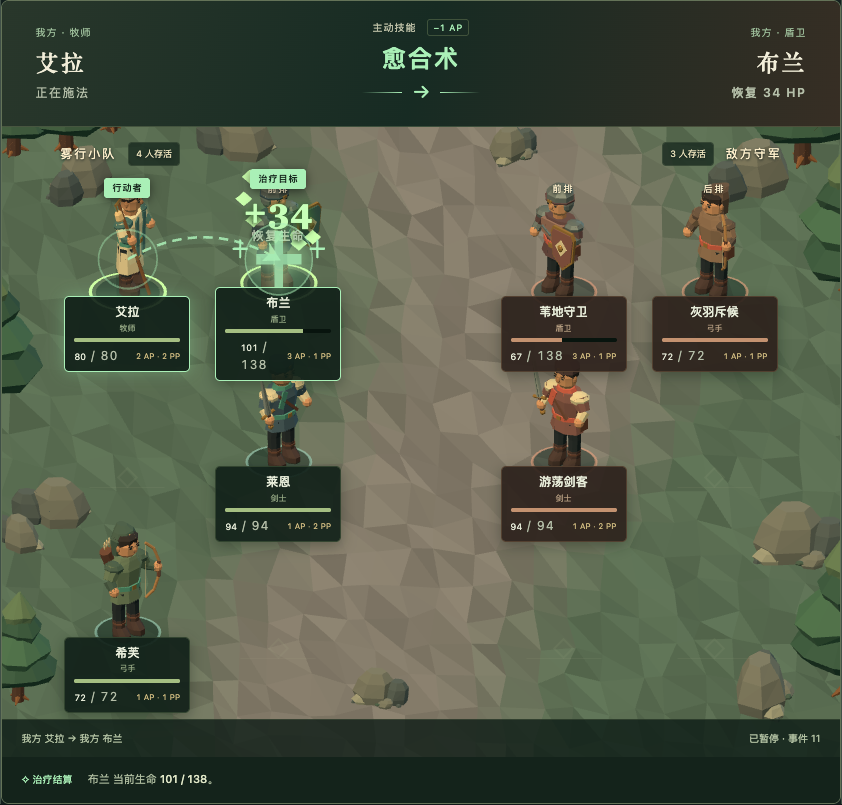 我方 · 牧师
艾拉
正在施法
主动技能 −1 AP
愈合术
→
我方 · 盾卫
布兰
恢复 34 HP
雾行小队 4 人存活
3 人存活 敌方守军
行动者
治疗目标
前排
+34
恢复生命
前排
后排
艾拉
牧师
80 / 80 2 AP · 2 PP
布兰
盾卫
101 / 138 3 AP · 1 PP
苇地守卫
盾卫
67 / 138 3 AP · 1 PP
灰羽斥候
弓手
72 / 72 1 AP · 1 PP
莱恩
剑士
94 / 94 1 AP · 2 PP
游荡剑客
剑士
94 / 94 1 AP · 2 PP
希芙
弓手
72 / 72 1 AP · 1 PP
我方 艾拉 → 我方 布兰
已暂停 · 事件 11
✧ 治疗结算 布兰 当前生命 101 / 138。